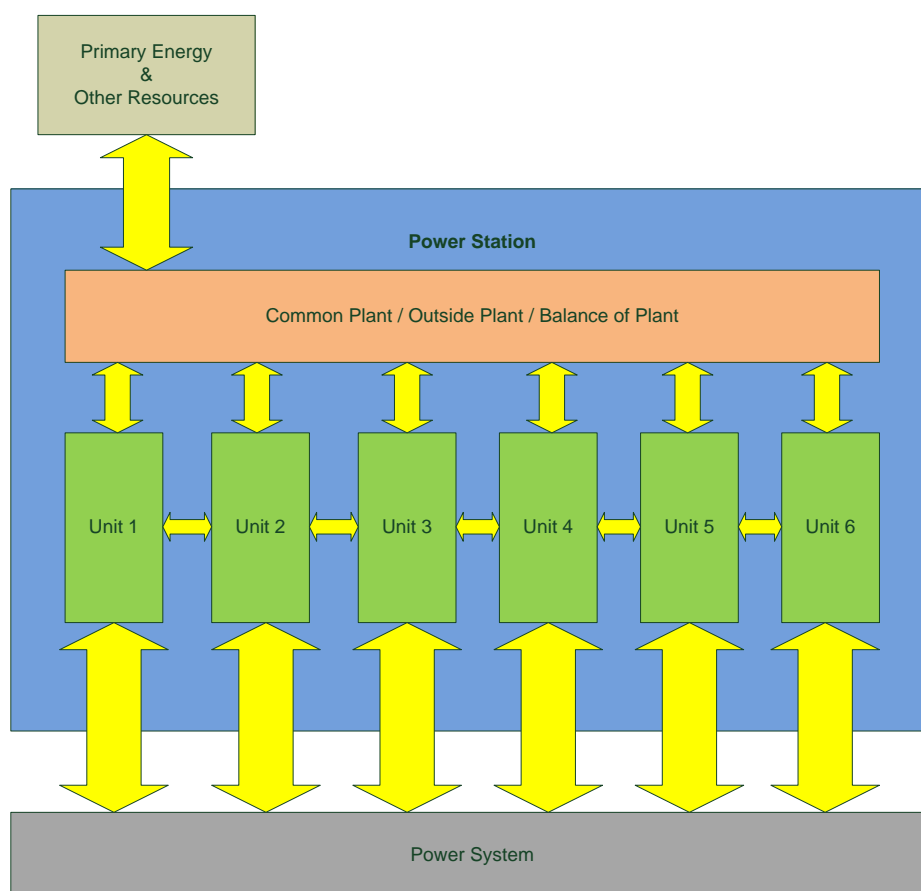 Primary Energy
&
Other Resources
Power Station
Common Plant / Outside Plant / Balance of Plant
Unit 1
Unit 2
Unit 3
Unit 4
Unit 5
Unit 6
Power System